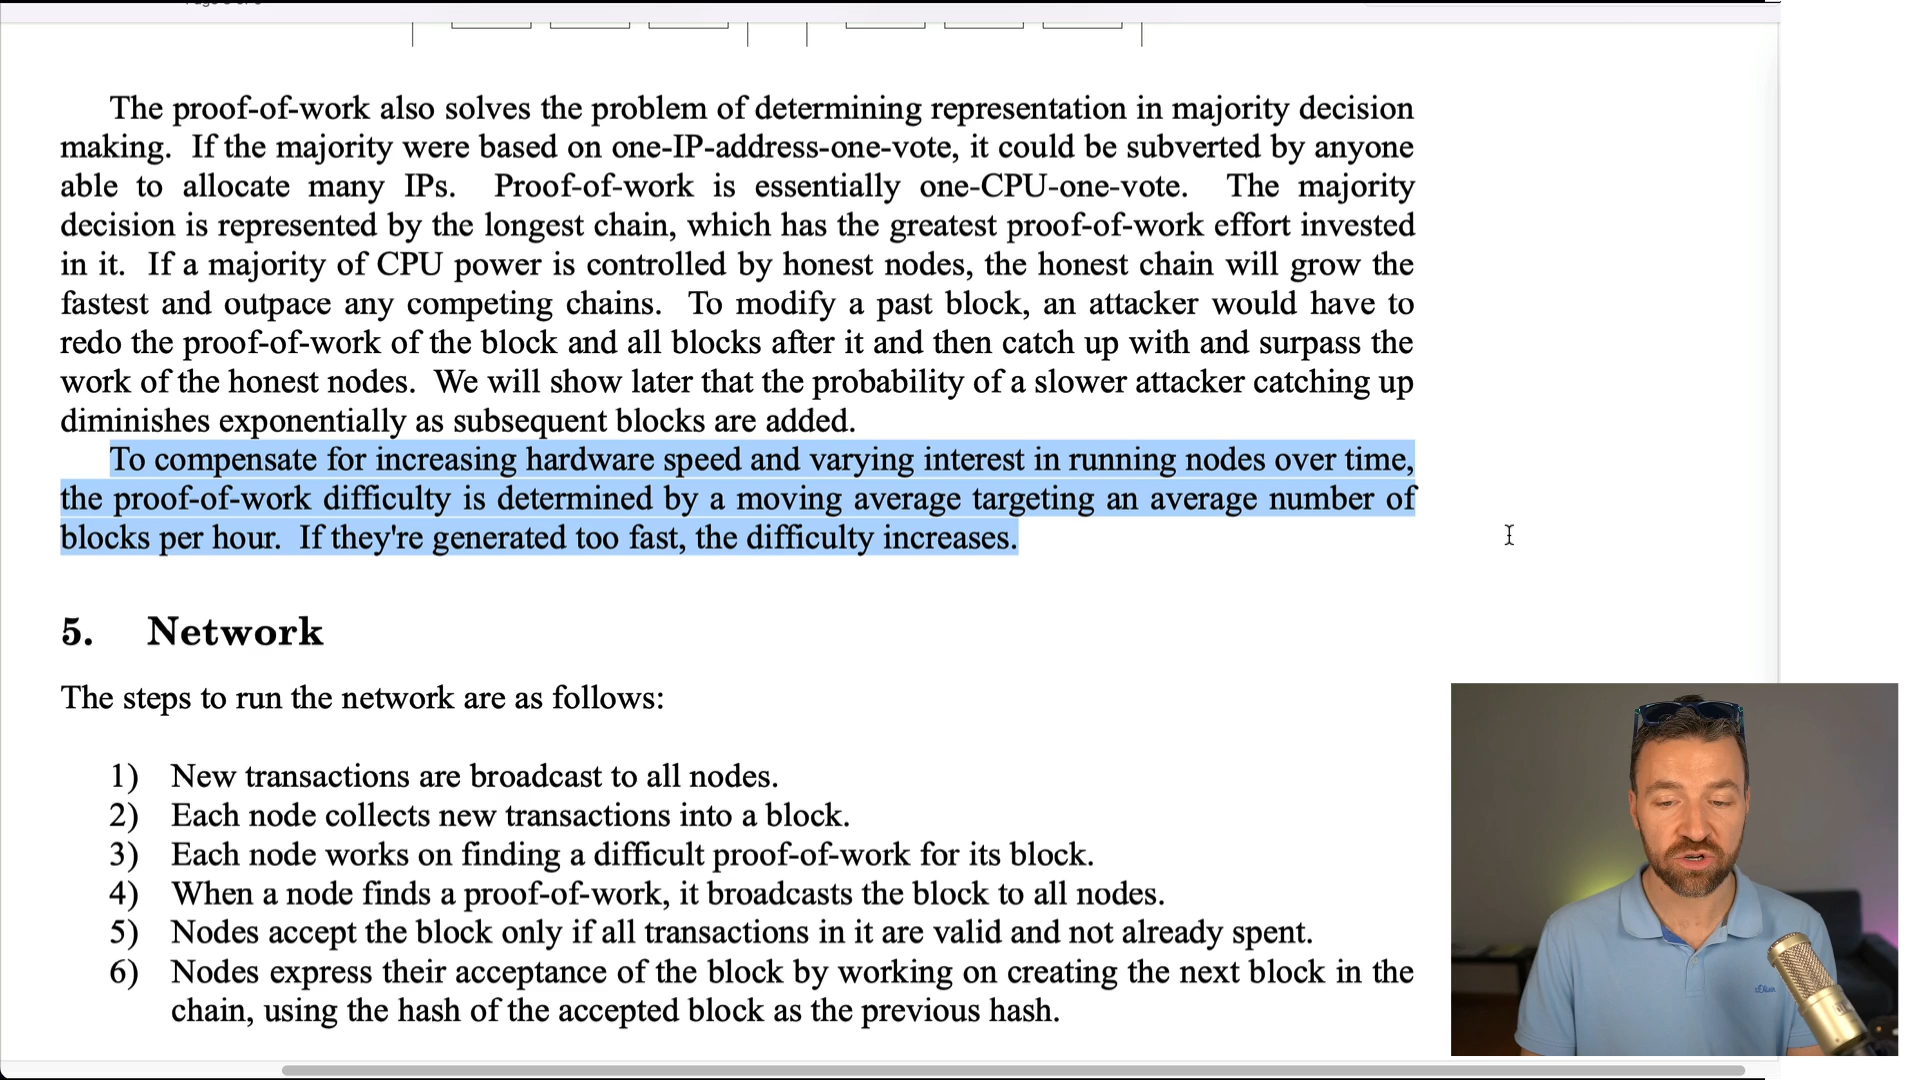 The proof-of-work also solves the problem of determining representation in majority decision
making. If the majority were based on one-IP-address-one-vote, it could be subverted by anyone
able to allocate many IPs. Proof-of-work is essentially one-CPU-one-vote. The majority
decision is represented by the longest chain, which has the greatest proof-of-work effort invested
in it. If a majority of CPU power is controlled by honest nodes, the honest chain will grow the
fastest and outpace any competing chains. To modify a past block, an attacker would have to
redo the proof-of-work of the block and all blocks after it and then catch up with and surpass the
work of the honest nodes. We will show later that the probability of a slower attacker catching up
diminishes exponentially as subsequent blocks are added.
To compensate for increasing hardware speed and varying interest in running nodes over time,
the proof-of-work difficulty is determined by a moving average targeting an average number of
blocks per hour. If they're generated too fast, the difficulty increases.
5. Network
The steps to run the network are as follows:
1) New transactions are broadcast to all nodes.
2) Each node collects new transactions into a block.
3) Each node works on finding a difficult proof-of-work for its block.
4) When a node finds a proof-of-work, it broadcasts the block to all nodes.
5) Nodes accept the block only if all transactions in it are valid and not already spent.
6) Nodes express their acceptance of the block by working on creating the next block in the
chain, using the hash of the accepted block as the previous hash.